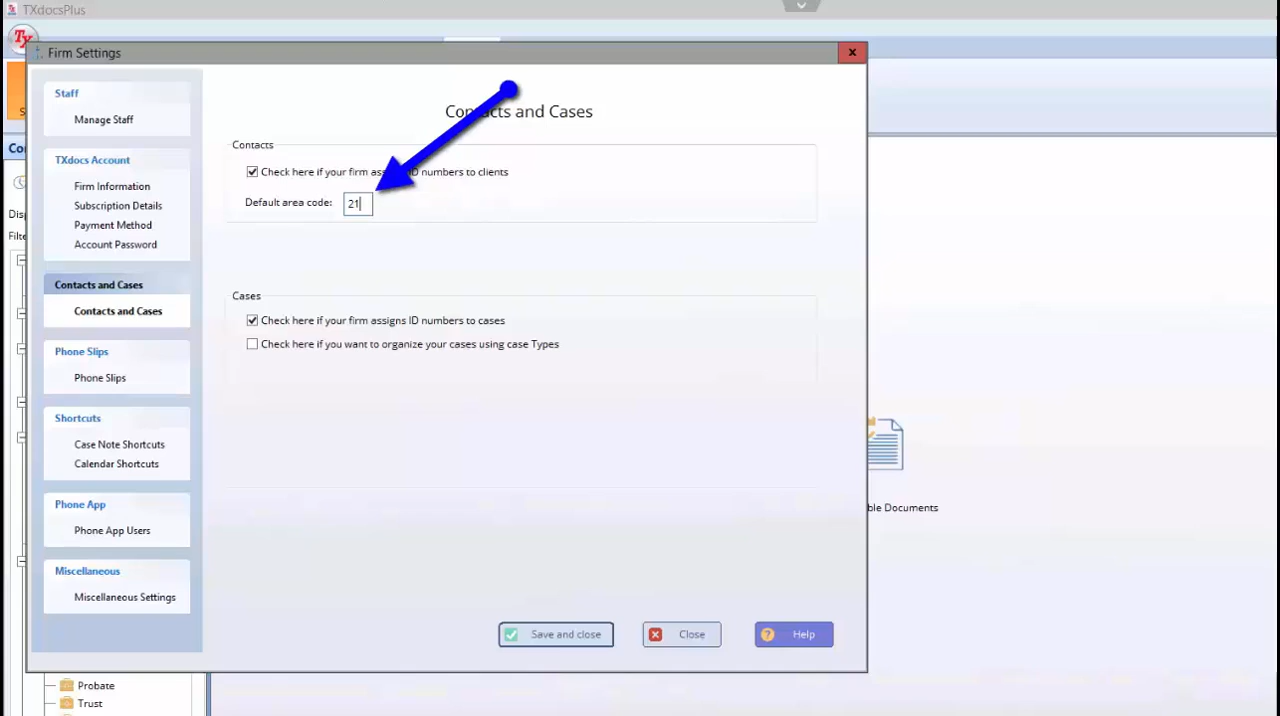 TXdocsPlus
Ty
Firm Settings
Staff
Manage Staff
TXdocs Account
Firm Information
Subscription Details
Payment Method
Account Password
Contacts and Cases
Contacts and Cases
Phone Slips
Phone Slips
Shortcuts
Case Note Shortcuts
Calendar Shortcuts
Phone App
Phone App Users
Miscellaneous
Miscellaneous Settings
and Cases
Contacts
Check here if your firm ID numbers to clients
Default area code: 21
Cases
Check here if your firm assigns ID numbers to cases
Check here if you want to organize your cases using case Types
Save and close
Close
Help
Documents
Probate
Trust